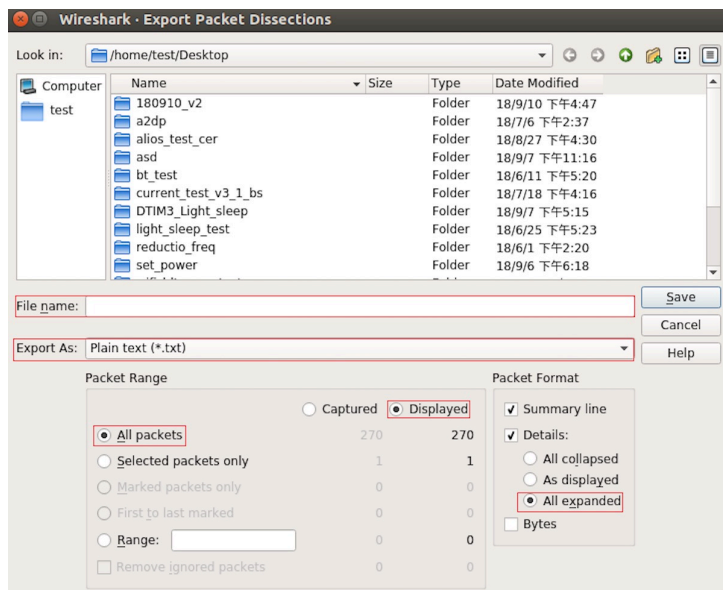 Wireshark · Export Packet Dissections
Look in: /home/test/Desktop
Computer
test
Name Size Type Date Modified
180910_v2 Folder 18/9/10 下午4:47
a2dp Folder 18/7/6 下午2:37
alios_test_cer Folder 18/8/27 下午4:30
asd Folder 18/9/7 下午11:16
bt_test Folder 18/6/11 下午5:20
current_test_v3_1_bs Folder 18/7/18 下午4:16
DTIM3_Light_sleep Folder 18/9/7 下午5:15
light_sleep_test Folder 18/6/25 下午5:23
reductio_freq Folder 18/6/1 下午2:20
set_power Folder 18/9/6 下午6:18
File name: Save
Cancel
Export As: Plain text (*.txt) Help
Packet Range
Captured Displayed
All packets 270 270
Selected packets only 1 1
Marked packets only 0 0
First to last marked 0 0
Range: 0 0
Remove ignored packets 0 0
Packet Format
Summary line
Details:
All collapsed
As displayed
All expanded
Bytes